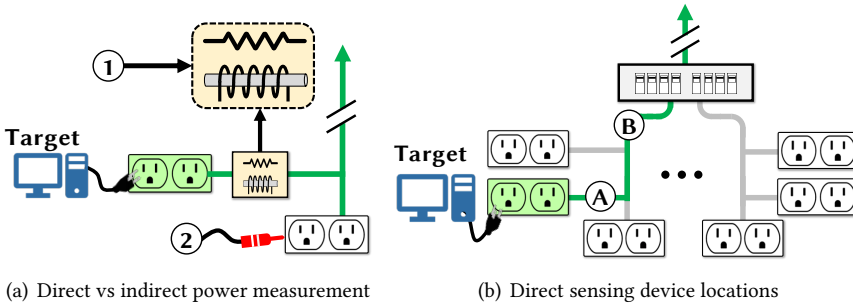 1
Target
2
(a) Direct vs indirect power measurement
B
Target
A
(b) Direct sensing device locations